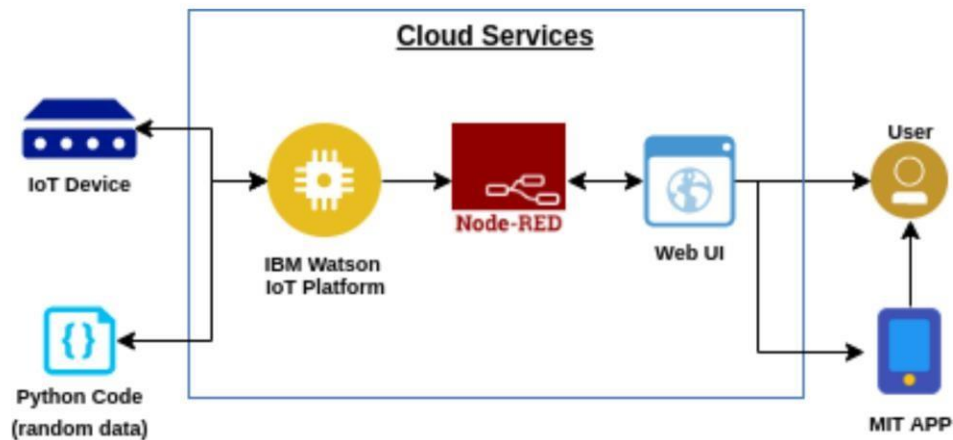 Cloud Services
User
IoT Device
Node-RED
Web UI
IBM Watson
IoT Platform
{}
Python Code
(random data)
MIT APP